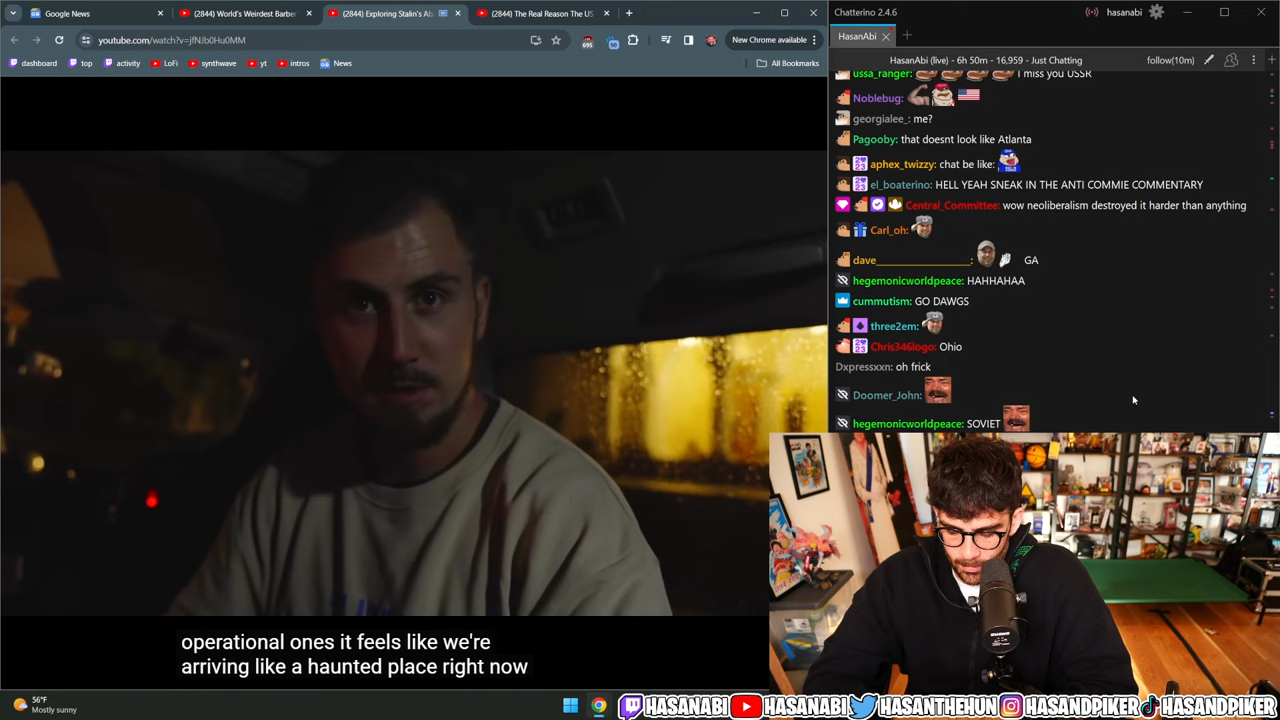 Google News
(2844) World's Weirdest Barbe
(2844) Exploring Stalin's Ab
(2844) The Real Reason The US
youtube.com/watch?v=jfNJb0Hu0MM
695
New Chrome available
dashboard
top
activity
LoFi
synthwave
yt
intros
News
All Bookmarks
operational ones it feels like we're
arriving like a haunted place right now
Chatterino 2.4.6
hasanabi
HasanAbi
HasanAbi (live) - 6h 50m - 16,959 - Just Chatting
follow(10m)
ussa_ranger: I miss you USSR
Noblebug:
georgialee_: me?
Pagooby: that doesnt look like Atlanta
aphex_twizzy: chat be like:
el_boaterino: HELL YEAH SNEAK IN THE ANTI COMMIE COMMENTARY
Central_Committee: wow neoliberalism destroyed it harder than anything
Carl_oh:
dave____________________: GA
hegemonicworldpeace: HAHHAHAA
cummutism: GO DAWGS
three2em:
Chris346logo: Ohio
Dxpressxxn: oh frick
Doomer_John:
hegemonicworldpeace: SOVIET
56°F
Mostly sunny
HASANABI
HASANABI
HASANTHEHUN
HASANDPIKER
HASANDPIKER